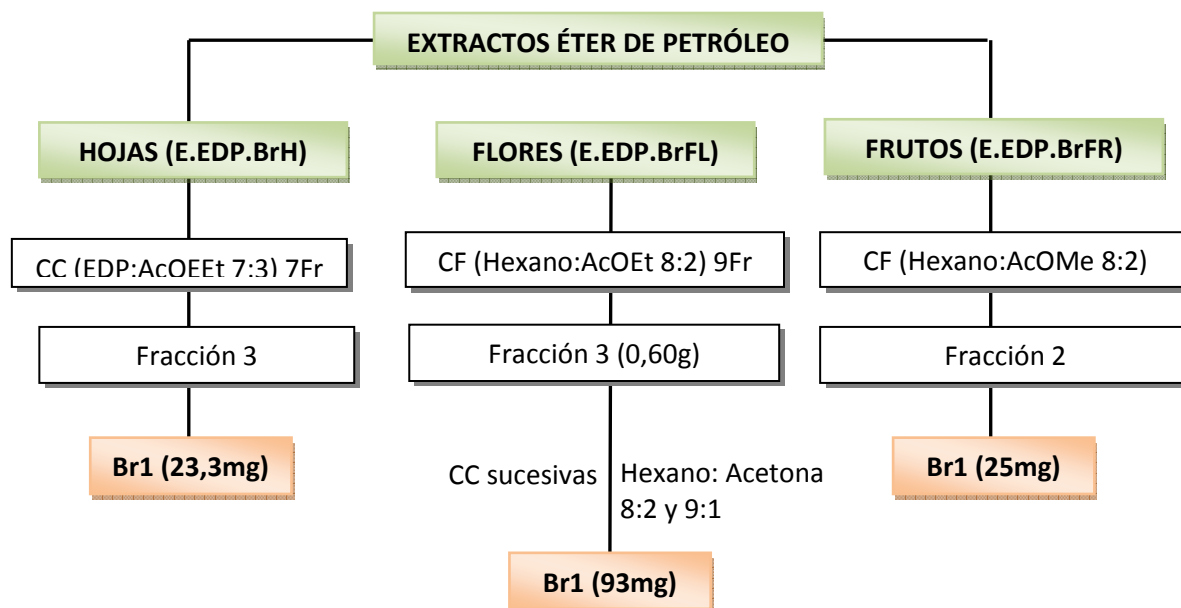 EXTRACTOS ÉTER DE PETRÓLEO
HOJAS (E.EDP.BrH)
FLORES (E.EDP.BrFL)
FRUTOS (E.EDP.BrFR)
CC (EDP:AcOEEt 7:3) 7Fr
CF (Hexano:AcOEt 8:2) 9Fr
CF (Hexano:AcOMe 8:2)
Fracción 3
Fracción 3 (0,60g)
Fracción 2
Br1 (23,3mg)
CC sucesivas
Hexano: Acetona
8:2 y 9:1
Br1 (25mg)
Br1 (93mg)